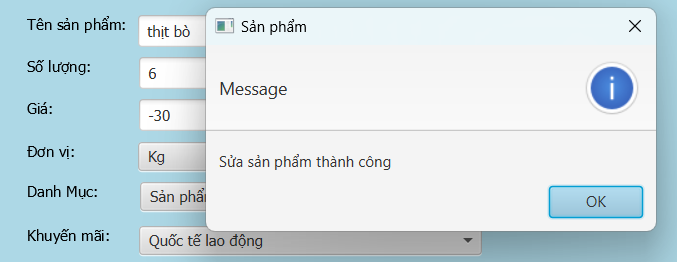 Tên sản phẩm:
thịt bò
Số lượng:
6
Giá:
-30
Đơn vị:
Kg
Danh Mục:
Sản
Khuyến mãi:
Quốc tế lao động
Sản phẩm
Message
Sửa sản phẩm thành công
OK